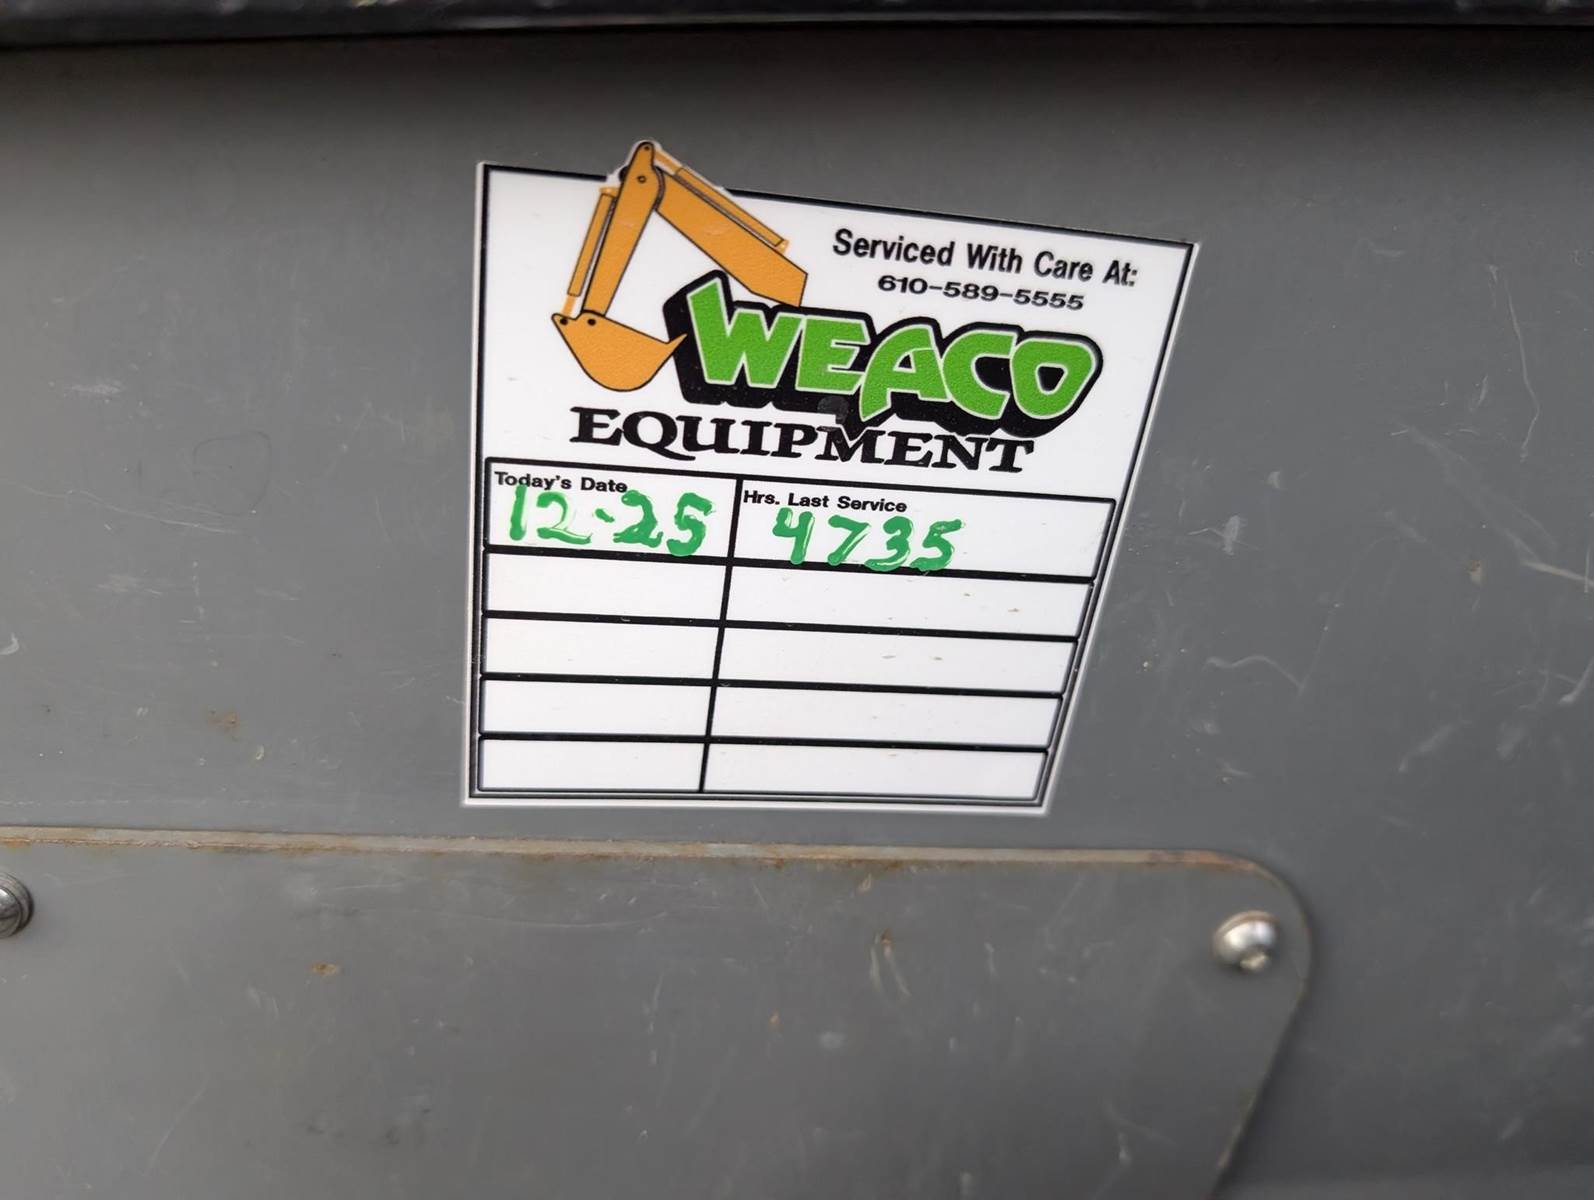 Serviced With Care At:
610-589-5555
WEACO
EQUIPMENT
Today's Date Hrs. Last Service
12-25 4735